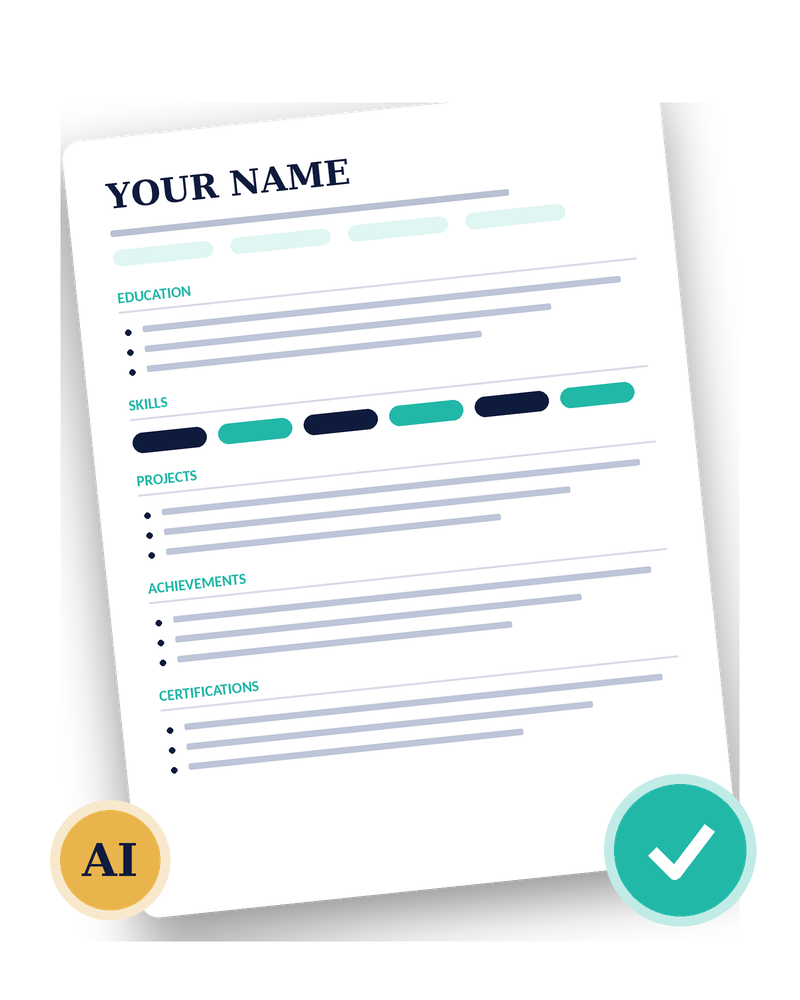 YOUR NAME
EDUCATION
SKILLS
PROJECTS
ACHIEVEMENTS
CERTIFICATIONS
AI